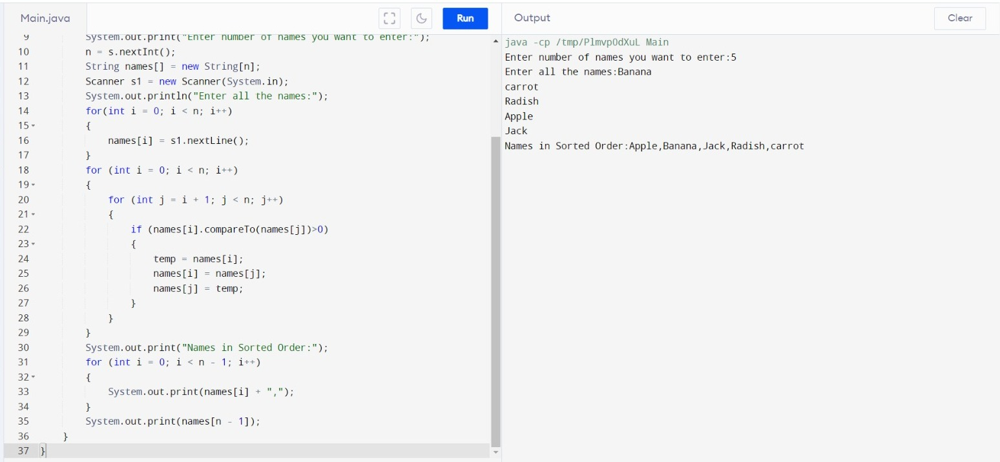 Main.java
Run
Output
Clear
9 System.out.print("Enter number of names you want to enter:");
10 n = s.nextInt();
11 String names[] = new String[n];
12 Scanner s1 = new Scanner(System.in);
13 System.out.println("Enter all the names:");
14 for(int i = 0; i < n; i++)
15 {
16 names[i] = s1.nextLine();
17 }
18 for (int i = 0; i < n; i++)
19 {
20 for (int j = i + 1; j < n; j++)
21 {
22 if (names[i].compareTo(names[j])>0)
23 {
24 temp = names[i];
25 names[i] = names[j];
26 names[j] = temp;
27 }
28 }
29 }
30 System.out.print("Names in Sorted Order:");
31 for (int i = 0; i < n - 1; i++)
32 {
33 System.out.print(names[i] + ",");
34 }
35 System.out.print(names[n - 1]);
36 }
37 }
java -cp /tmp/PlmvpOdXuL Main
Enter number of names you want to enter:5
Enter all the names:Banana
carrot
Radish
Apple
Jack
Names in Sorted Order:Apple,Banana,Jack,Radish,carrot